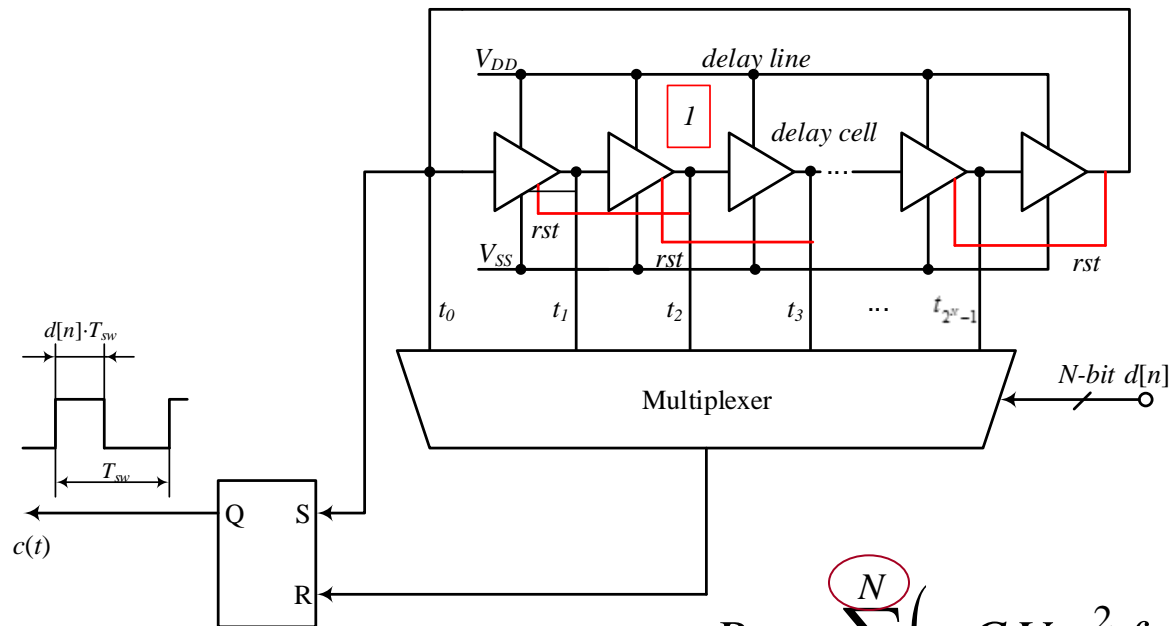 V_DD delay line
1
delay cell
...
rst rst rst
V_SS
t_0 t_1 t_2 t_3 ... t_{2^N-1}
d[n]·T_sw
N-bit d[n]
Multiplexer
T_sw
Q S
c(t)
R
N